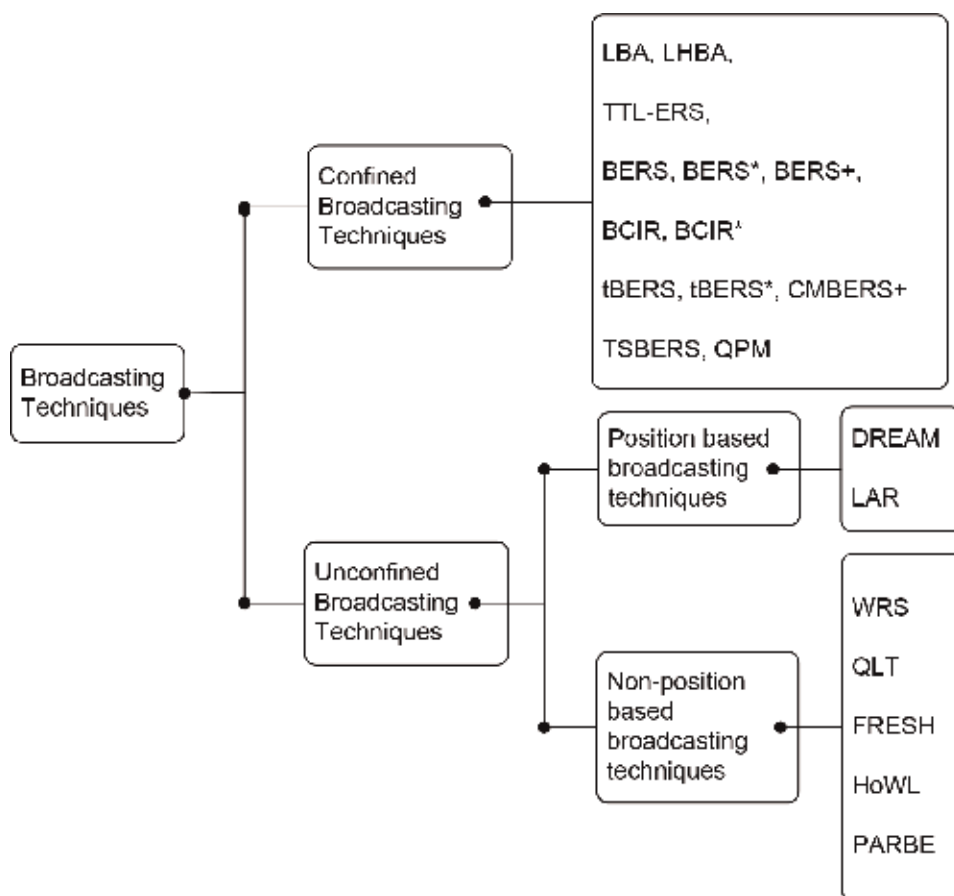 LBA, LHBA,
TTL-ERS,
BERS, BERS*, BERS+,
BCIR, BCIR*
tBERS, tBERS*, CMBERS+
TSBERS, QPM
Confined
Broadcasting
Techniques
Broadcasting
Techniques
Position based
broadcasting
techniques
DREAM
LAR
Unconfined
Broadcasting
Techniques
Non-position
based
broadcasting
techniques
WRS
QLT
FRESH
HoWL
PARBE